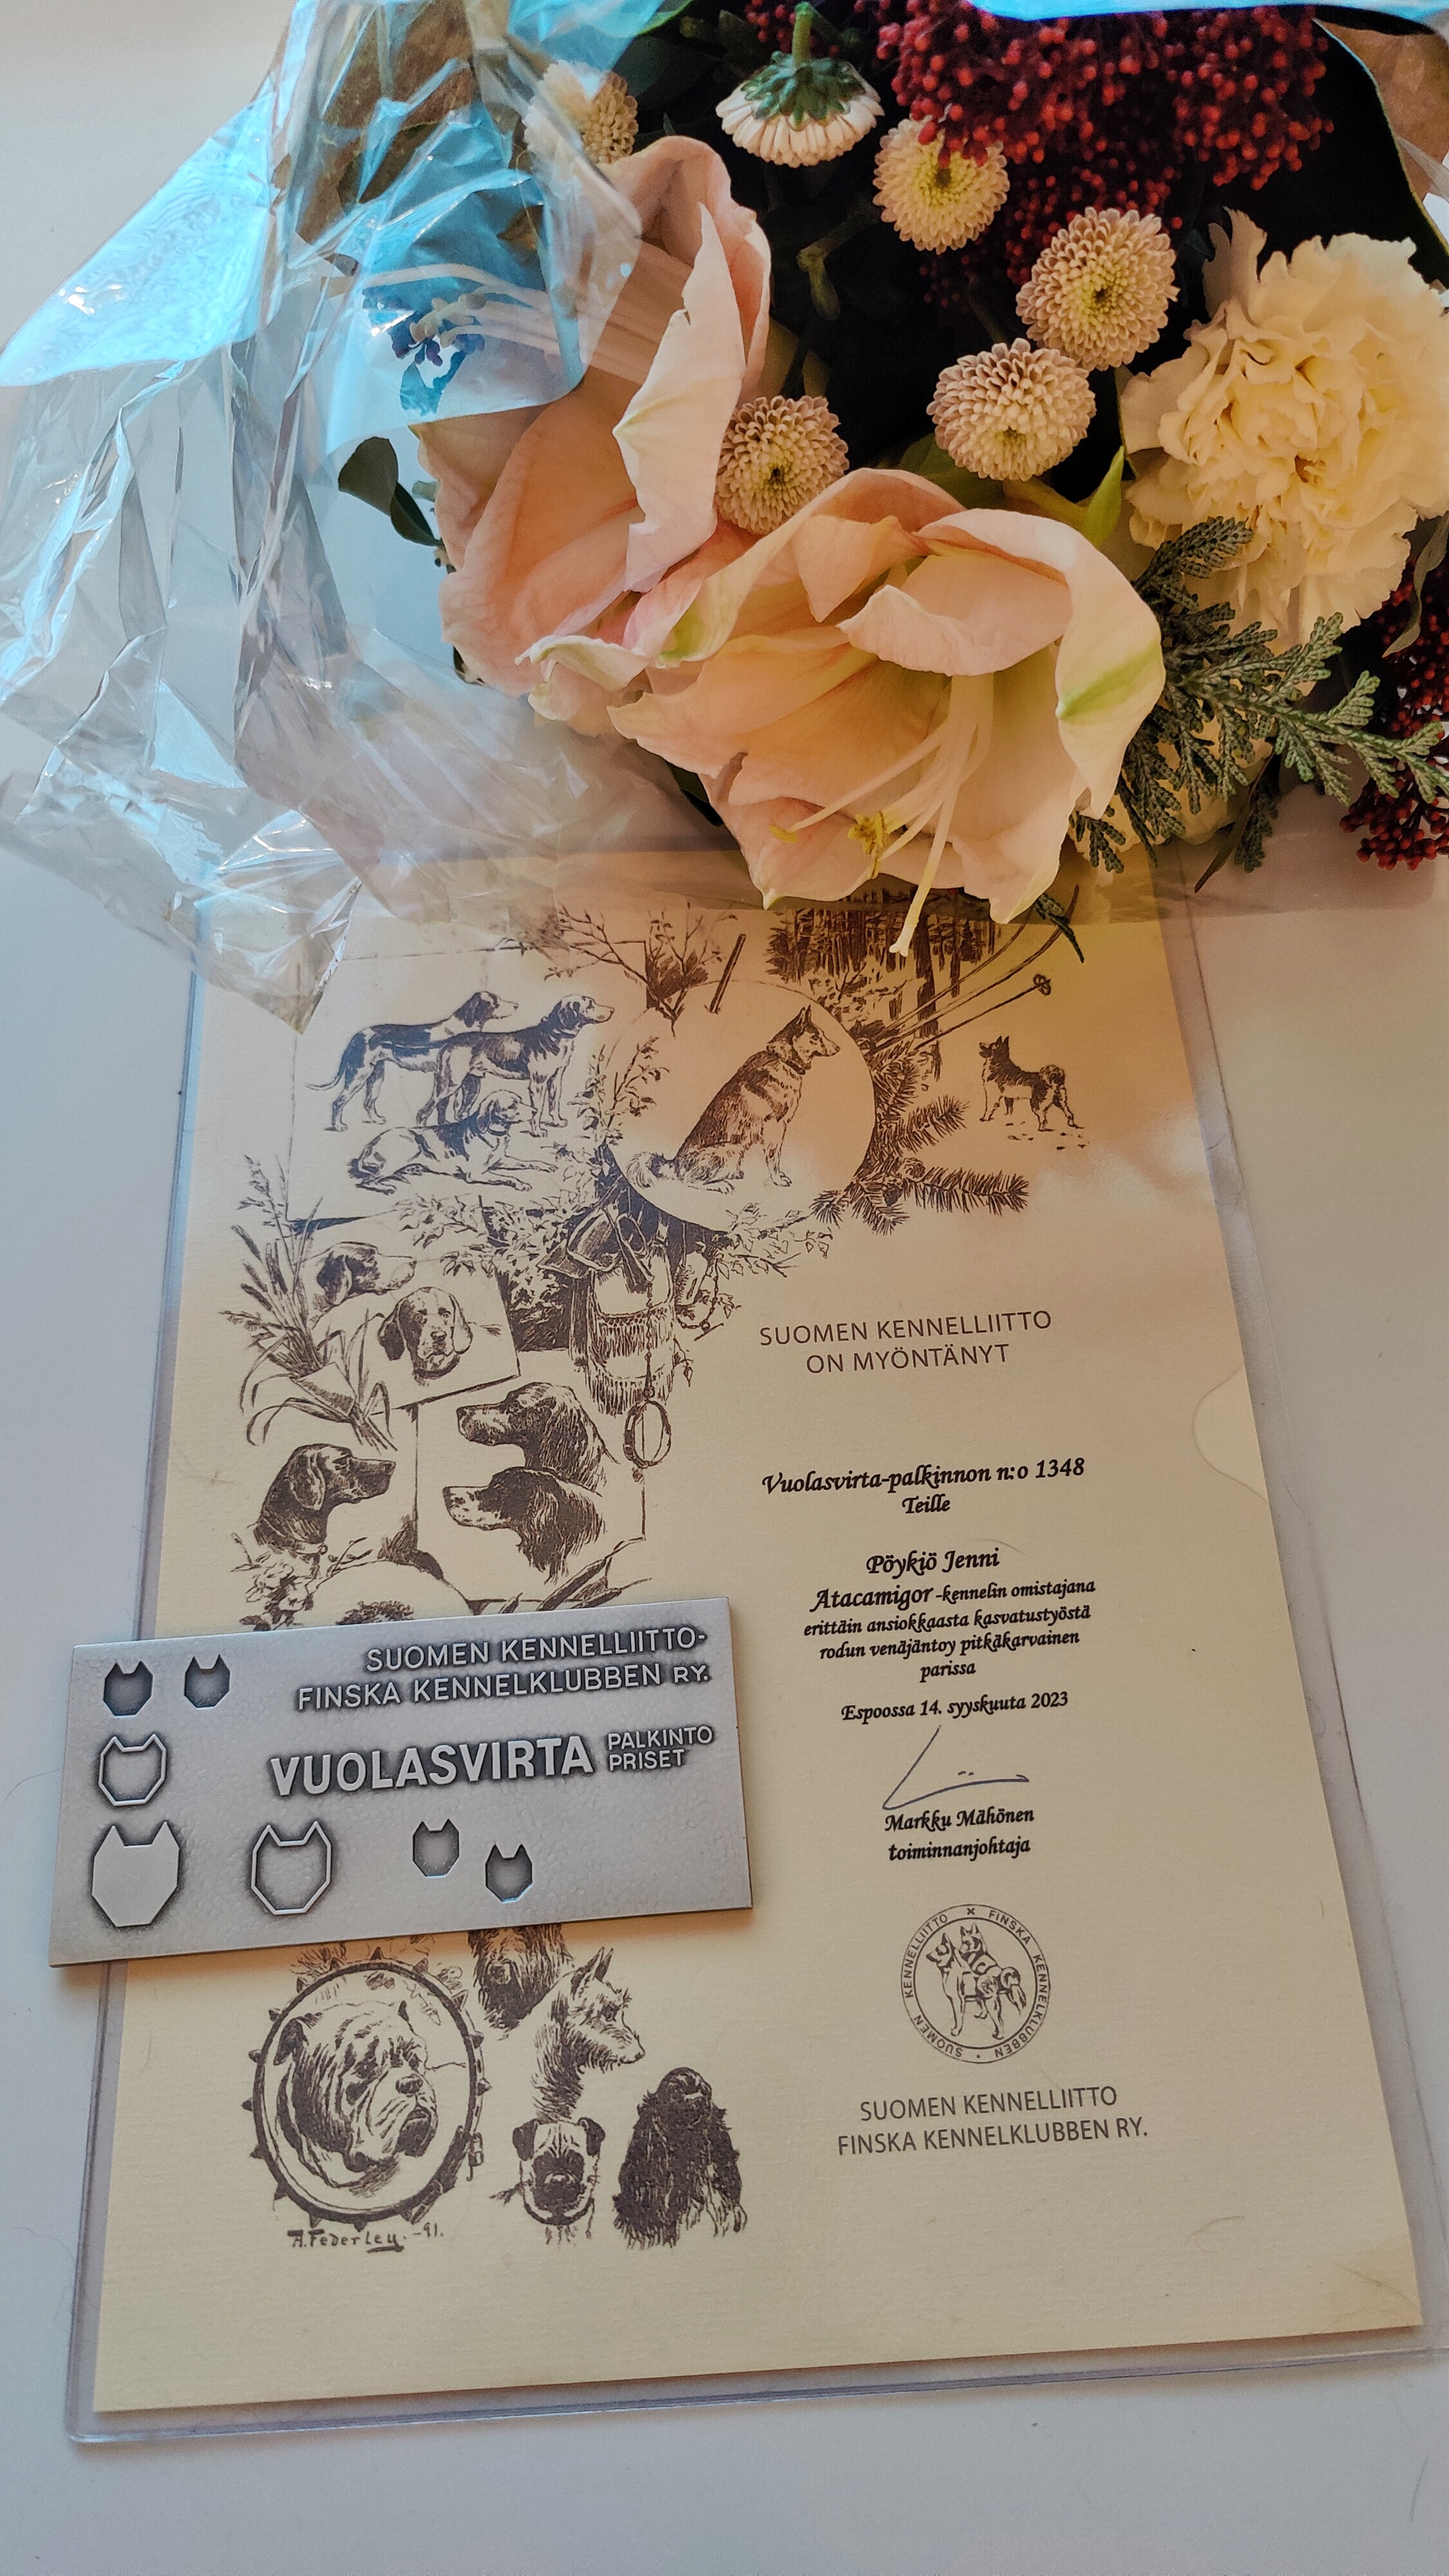 SUOMEN KENNELLIITTO
ON MYÖNTÄNYT
Vuolasvirta-palkinnon n:o 1348
Teille
Pöykiö Jenni
Atacamigor -kennelin omistajana
erittäin ansiokkaasta kasvatustyöstä
rodun venäjäntoy pitkäkarvainen
parissa
Espoossa 14. syyskuuta 2023
Markku Mähönen
toiminnanjohtaja
SUOMEN KENNELLIITTO × FINSKA KENNELKLUBBEN •
SUOMEN KENNELLIITTO
FINSKA KENNELKLUBBEN RY.
SUOMEN KENNELLIITTO-
FINSKA KENNELKLUBBEN RY.
VUOLASVIRTA PALKINTO
PRISET
A.Federley.-91.